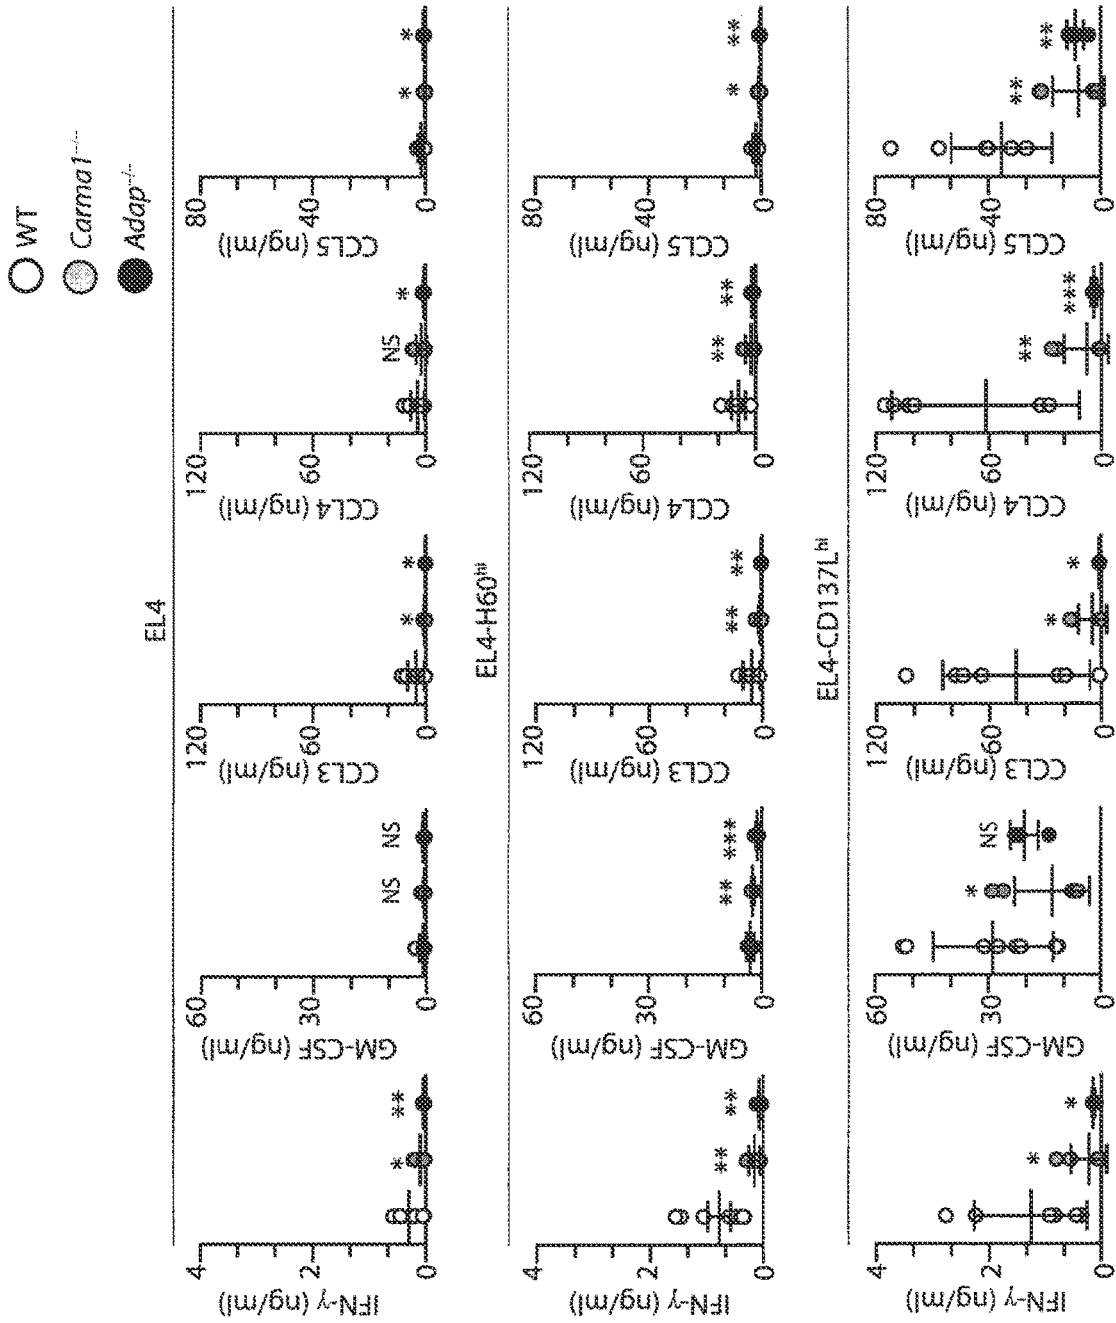 WT
Carma1⁻/⁻
Adap⁻/⁻
EL4
IFN-γ (ng/ml)
4
2
0
*
**
GM-CSF (ng/ml)
60
30
0
NS
NS
CCL3 (ng/ml)
120
60
0
*
*
CCL4 (ng/ml)
120
60
0
NS
*
CCL5 (ng/ml)
80
40
0
*
*
EL4-H60ʰⁱ
IFN-γ (ng/ml)
4
2
0
**
**
GM-CSF (ng/ml)
60
30
0
**
***
CCL3 (ng/ml)
120
60
0
**
**
CCL4 (ng/ml)
120
60
0
**
**
CCL5 (ng/ml)
80
40
0
*
**
EL4-CD137Lʰⁱ
IFN-γ (ng/ml)
4
2
0
*
*
GM-CSF (ng/ml)
60
30
0
*
NS
CCL3 (ng/ml)
120
60
0
*
*
CCL4 (ng/ml)
120
60
0
**
***
CCL5 (ng/ml)
80
40
0
**
**